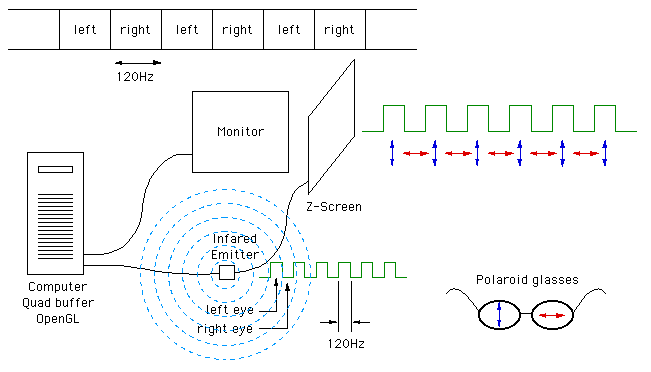 left right left right left right
120Hz
Monitor
Z-Screen
Infared
Emitter
Computer
Quad buffer
OpenGL
left eye
right eye
120Hz
Polaroid glasses